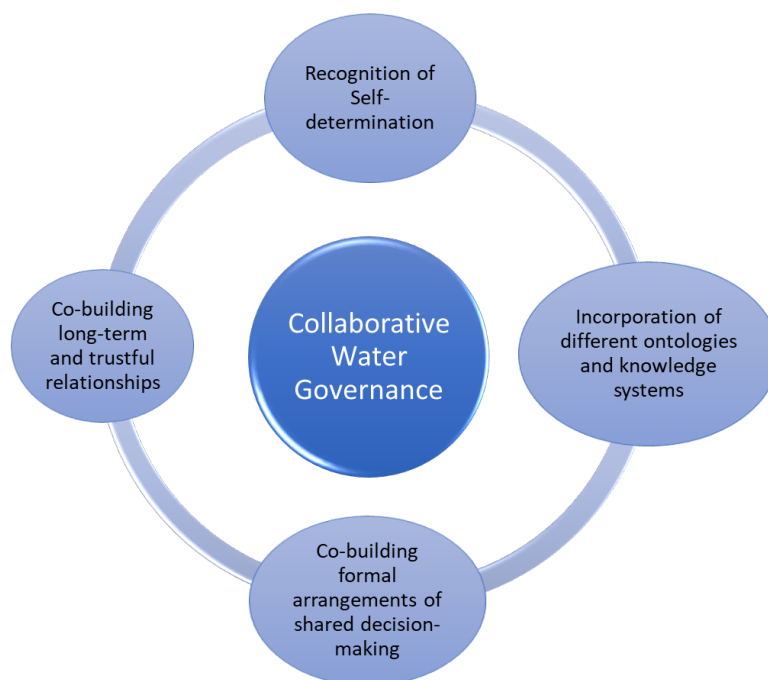 Recognition of
Self-
determination
Co-building
long-term
and trustful
relationships
Collaborative
Water
Governance
Incorporation of
different ontologies
and knowledge
systems
Co-building
formal
arrangements of
shared decision-
making